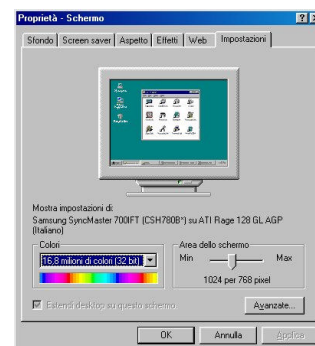 Proprietà - Schermo
Sfondo Screen saver Aspetto Effetti Web Impostazioni
Mostra impostazioni di:
Samsung SyncMaster 700IFT (CSH780B*) su ATI Rage 128 GL AGP
(Italiano)
Colori
16,8 milioni di colori (32 bit)
Area dello schermo
Min Max
1024 per 768 pixel
Estendi desktop su questo schermo
Avanzate...
OK Annulla Applica